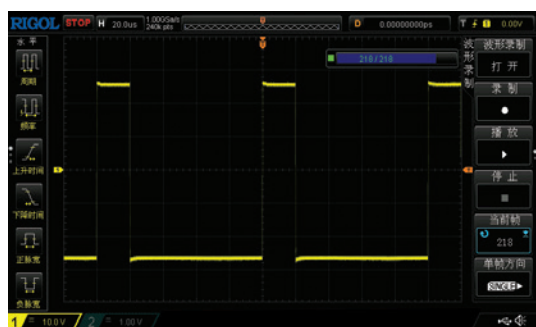 RIGOL STOP H 20.0us 1.00GSa/s 240k pts D 0.00000000ps T 1 0.00V
水平
周期
频率
上升时间
下降时间
正脉宽
负脉宽
218/218
波形录制
波形录制
打开
录制
播放
停止
当前帧
218
单帧方向
SINGLE
1 = 10.0V 2 = 1.00V